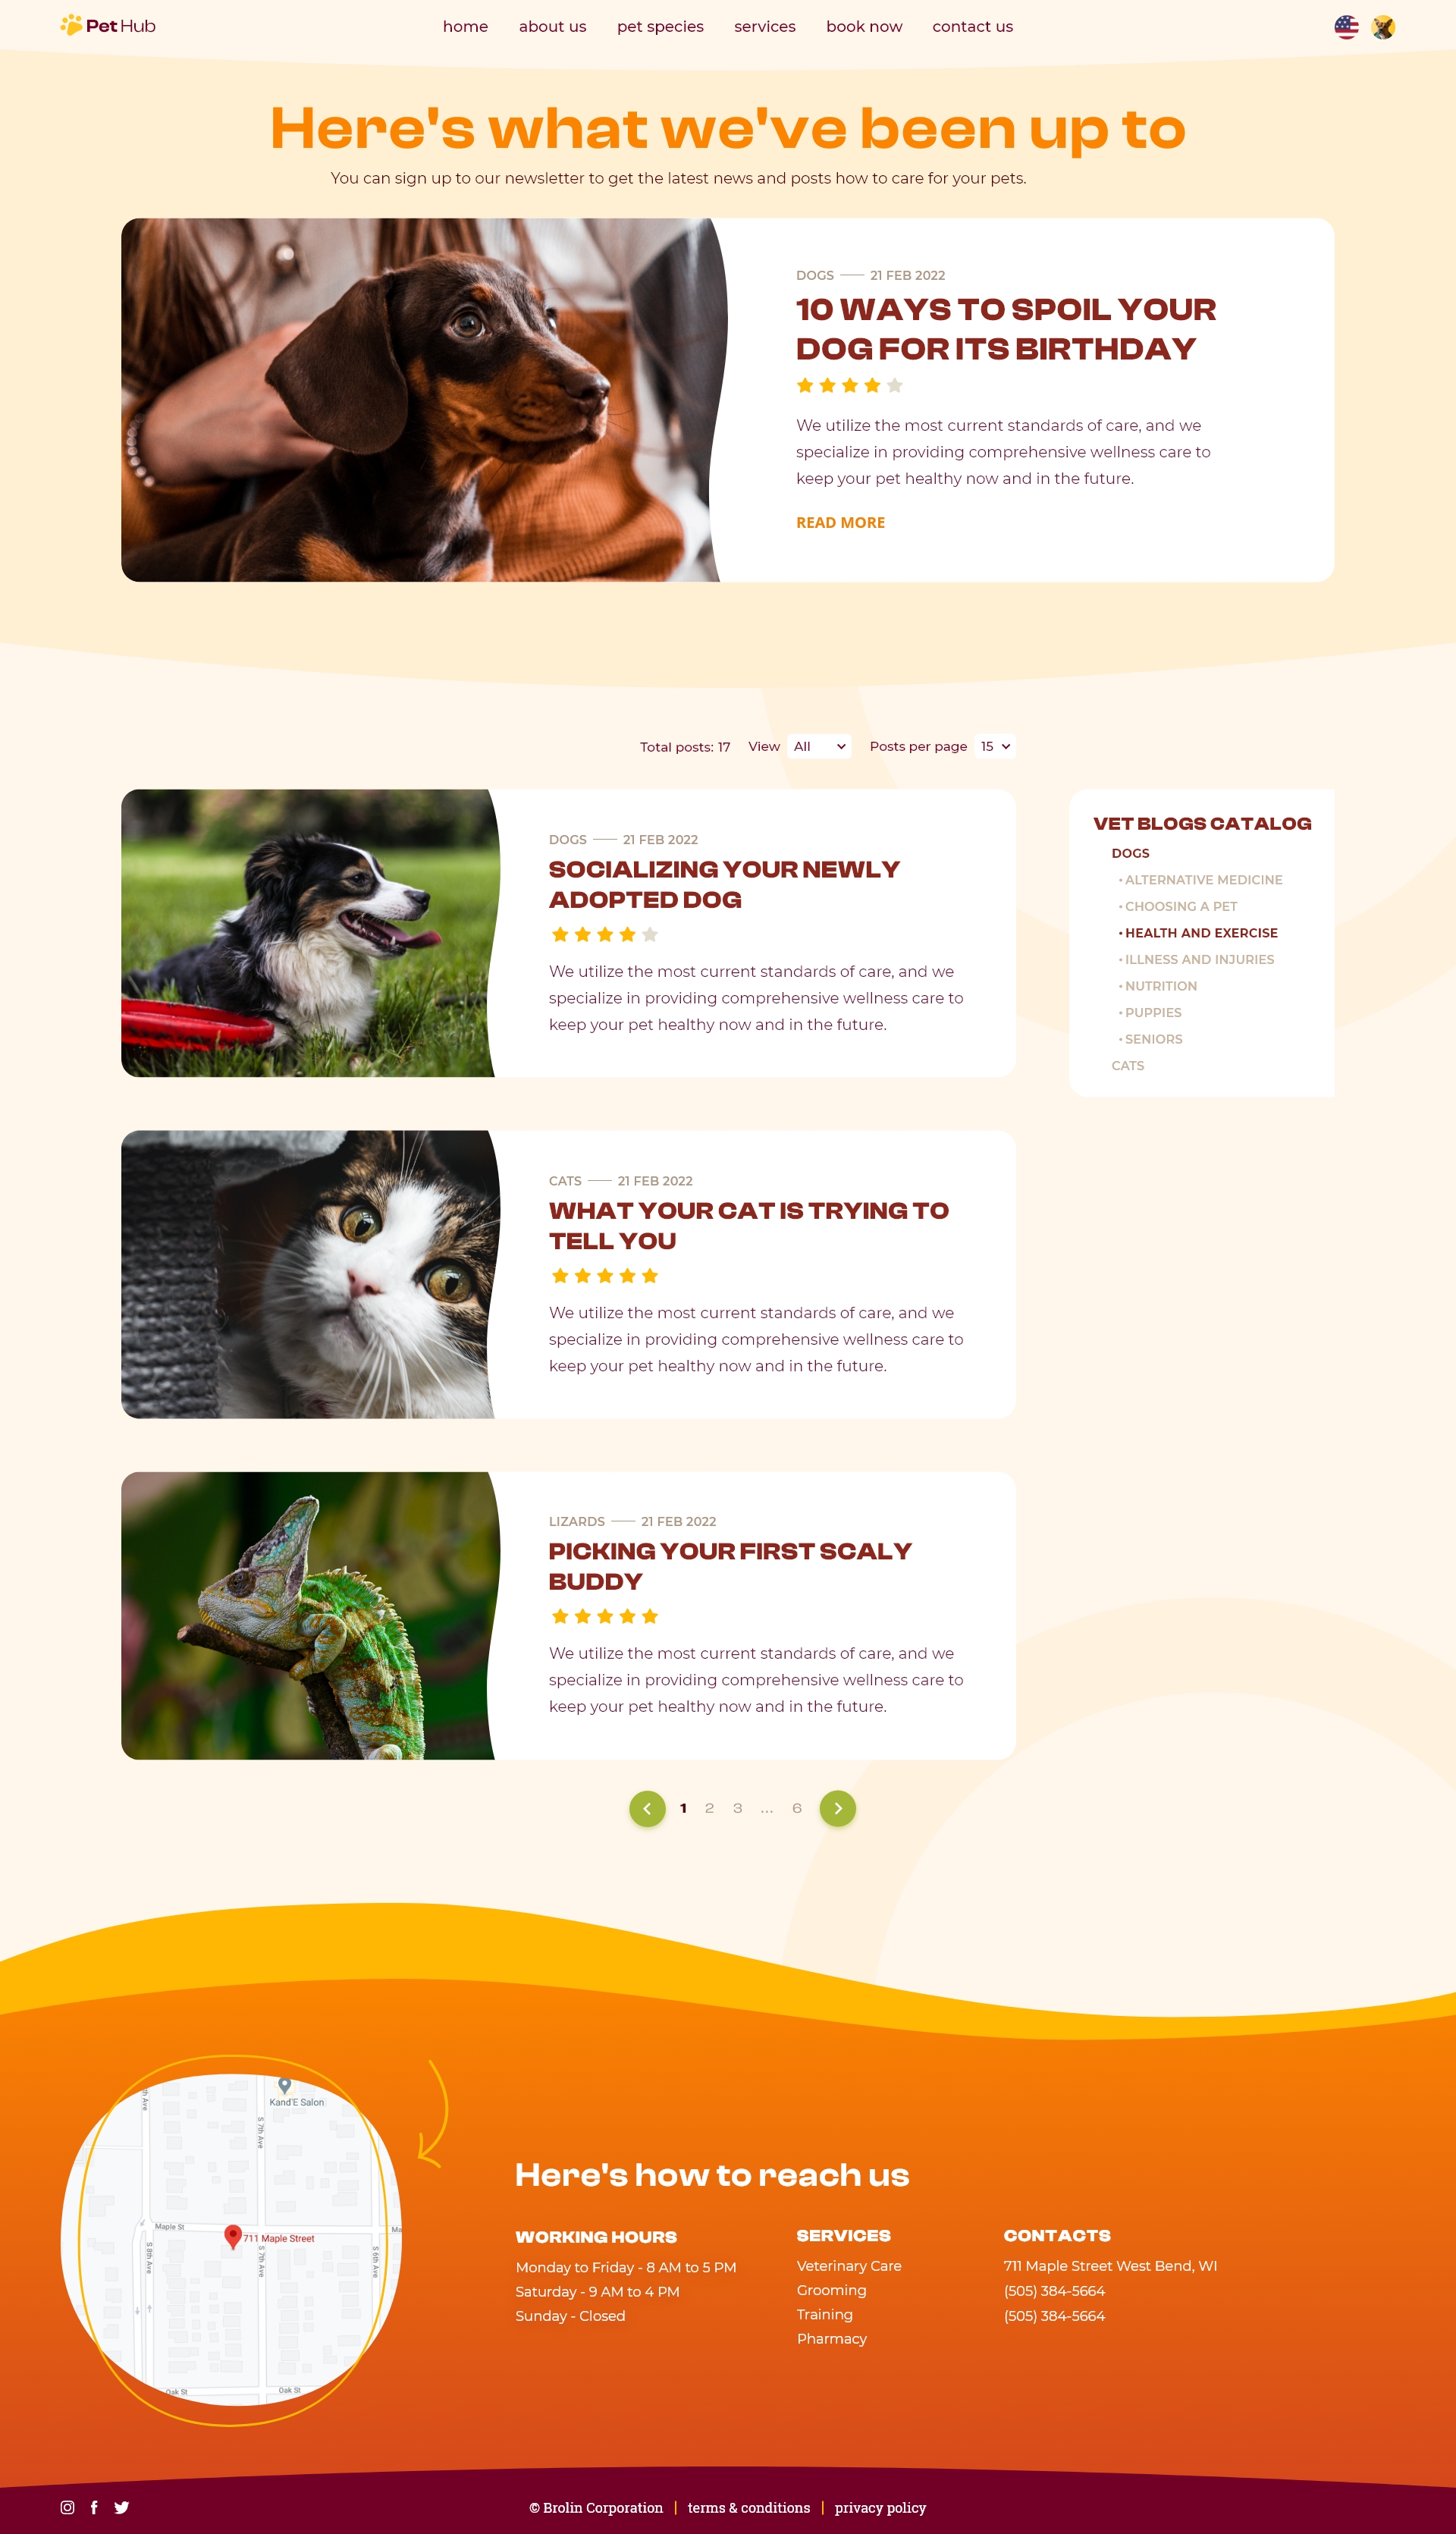 Pet Hub
home
about us
pet species
services
book now
contact us
Here's what we've been up to
You can sign up to our newsletter to get the latest news and posts how to care for your pets.
DOGS
21 FEB 2022
10 WAYS TO SPOIL YOUR
DOG FOR ITS BIRTHDAY
We utilize the most current standards of care, and we
specialize in providing comprehensive wellness care to
keep your pet healthy now and in the future.
READ MORE
Total posts: 17
View
All
Posts per page
15
DOGS
21 FEB 2022
SOCIALIZING YOUR NEWLY
ADOPTED DOG
We utilize the most current standards of care, and we
specialize in providing comprehensive wellness care to
keep your pet healthy now and in the future.
VET BLOGS CATALOG
DOGS
• ALTERNATIVE MEDICINE
• CHOOSING A PET
• HEALTH AND EXERCISE
• ILLNESS AND INJURIES
• NUTRITION
• PUPPIES
• SENIORS
CATS
CATS
21 FEB 2022
WHAT YOUR CAT IS TRYING TO
TELL YOU
We utilize the most current standards of care, and we
specialize in providing comprehensive wellness care to
keep your pet healthy now and in the future.
LIZARDS
21 FEB 2022
PICKING YOUR FIRST SCALY
BUDDY
We utilize the most current standards of care, and we
specialize in providing comprehensive wellness care to
keep your pet healthy now and in the future.
1 2 3 ... 6
Kand'E Salon
th Ave
S 7th Ave
Maple St
711 Maple Street
Ma
S 8th Ave
S 7th Ave
S 6th Ave
Oak St
Oak St
Here's how to reach us
WORKING HOURS
Monday to Friday - 8 AM to 5 PM
Saturday - 9 AM to 4 PM
Sunday - Closed
SERVICES
Veterinary Care
Grooming
Training
Pharmacy
CONTACTS
711 Maple Street West Bend, WI
(505) 384-5664
(505) 384-5664
© Brolin Corporation | terms & conditions | privacy policy